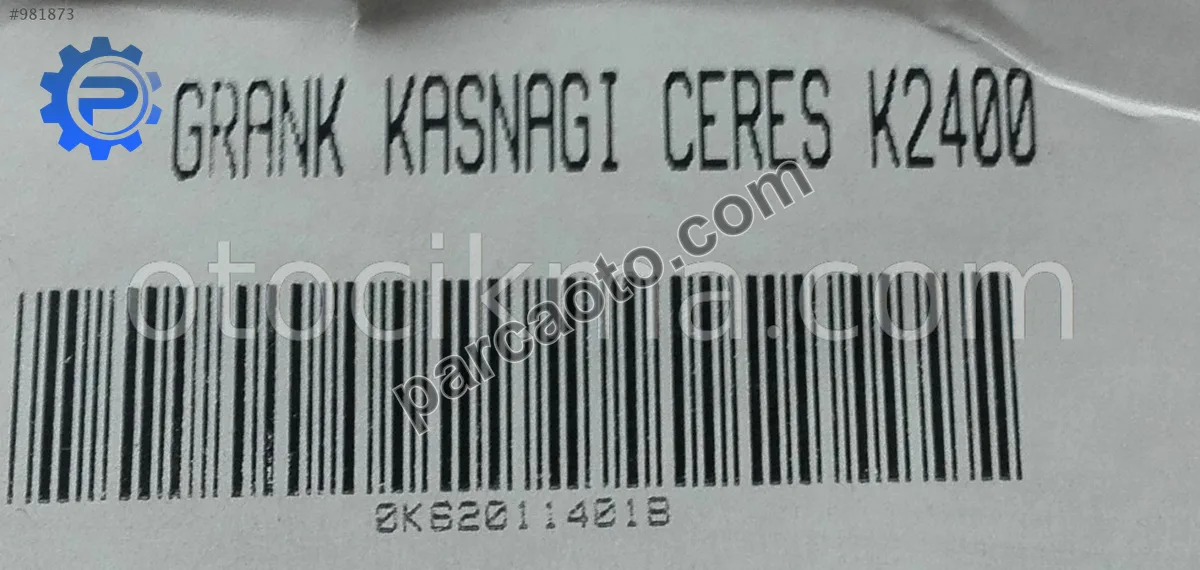 #981873
GRANK KASNAGI CERES K2400
otocikma.com
parcaoto.com
0K62011401B